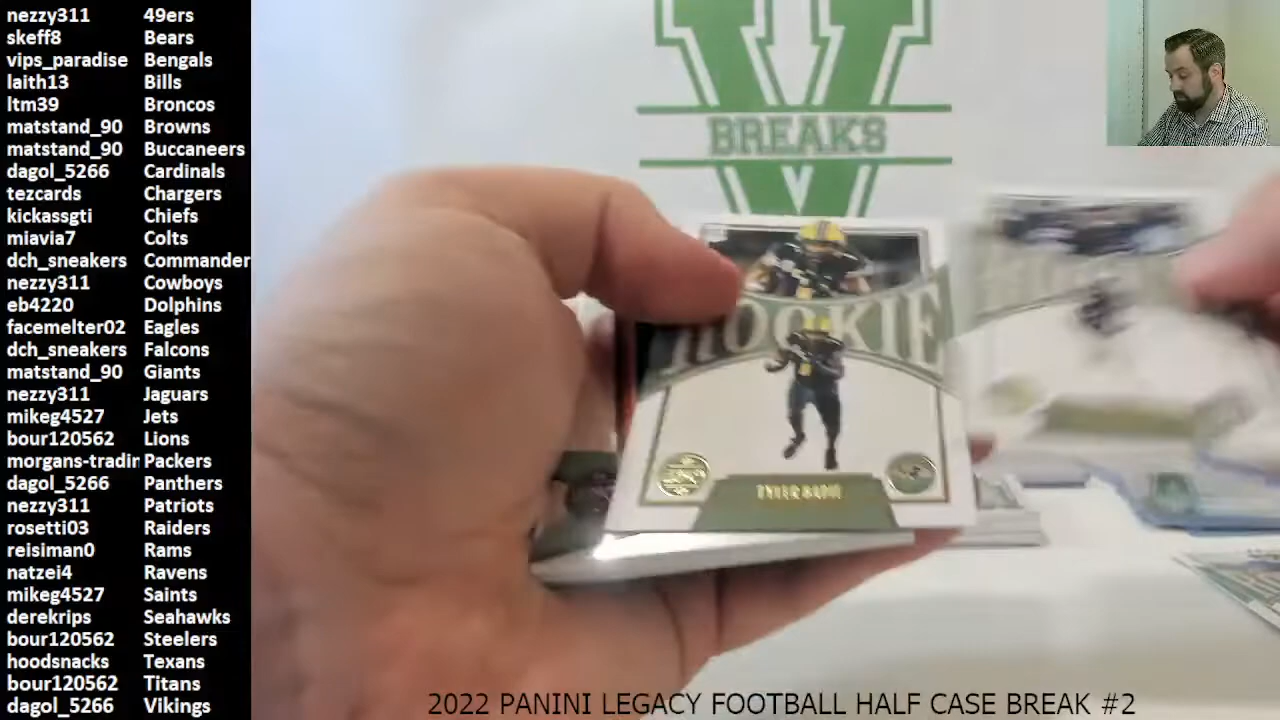 nezzy311 49ers
skeff8 Bears
vips_paradise Bengals
laith13 Bills
ltm39 Broncos
matstand_90 Browns
matstand_90 Buccaneers
dagol_5266 Cardinals
tezcards Chargers
kickassgti Chiefs
miavia7 Colts
dch_sneakers Commander
nezzy311 Cowboys
eb4220 Dolphins
facemelter02 Eagles
dch_sneakers Falcons
matstand_90 Giants
nezzy311 Jaguars
mikeg4527 Jets
bour120562 Lions
morgans-tradin Packers
dagol_5266 Panthers
nezzy311 Patriots
rosetti03 Raiders
reisiman0 Rams
natzei4 Ravens
mikeg4527 Saints
derekrips Seahawks
bour120562 Steelers
hoodsnacks Texans
bour120562 Titans
dagol_5266 Vikings
V
BREAKS
ROOKIE
TYLER BADIE
2022 PANINI LEGACY FOOTBALL HALF CASE BREAK #2